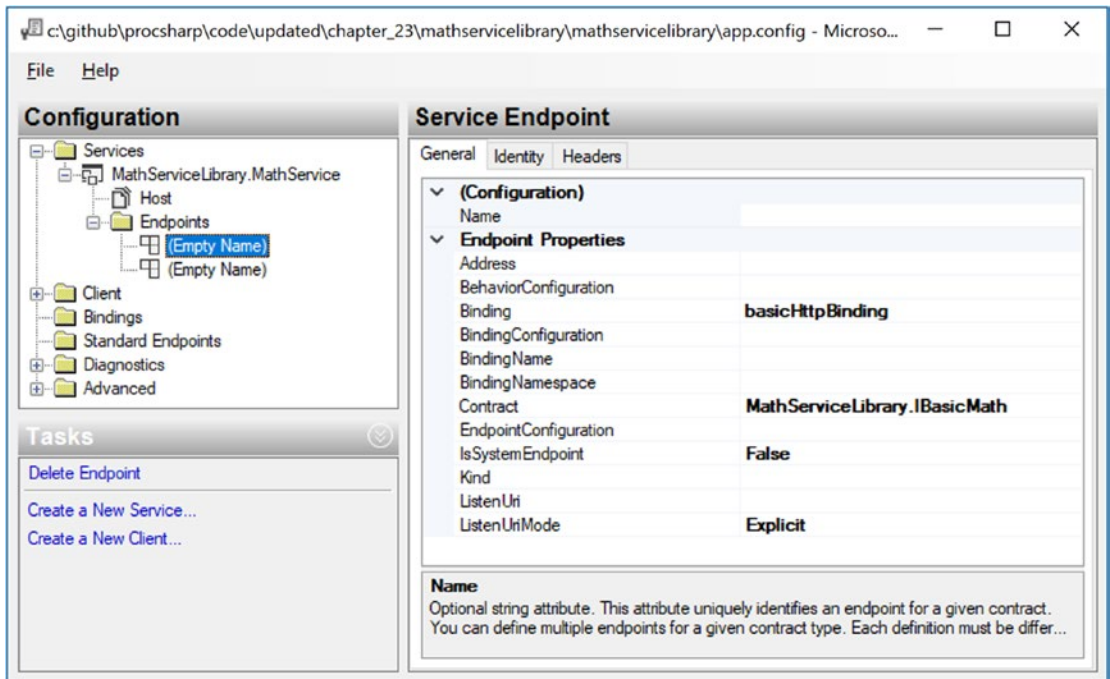 c:\github\procsharp\code\updated\chapter_23\mathservicelibrary\mathservicelibrary\app.config - Microso...
File Help
Configuration
Services
MathServiceLibrary.MathService
Host
Endpoints
(Empty Name)
(Empty Name)
Client
Bindings
Standard Endpoints
Diagnostics
Advanced
Tasks
Delete Endpoint
Create a New Service...
Create a New Client...
Service Endpoint
General Identity Headers
(Configuration)
Name
Endpoint Properties
Address
BehaviorConfiguration
Binding basicHttpBinding
BindingConfiguration
BindingName
BindingNamespace
Contract MathServiceLibrary.IBasicMath
EndpointConfiguration
IsSystemEndpoint False
Kind
ListenUri
ListenUriMode Explicit
Name
Optional string attribute. This attribute uniquely identifies an endpoint for a given contract.
You can define multiple endpoints for a given contract type. Each definition must be differ...